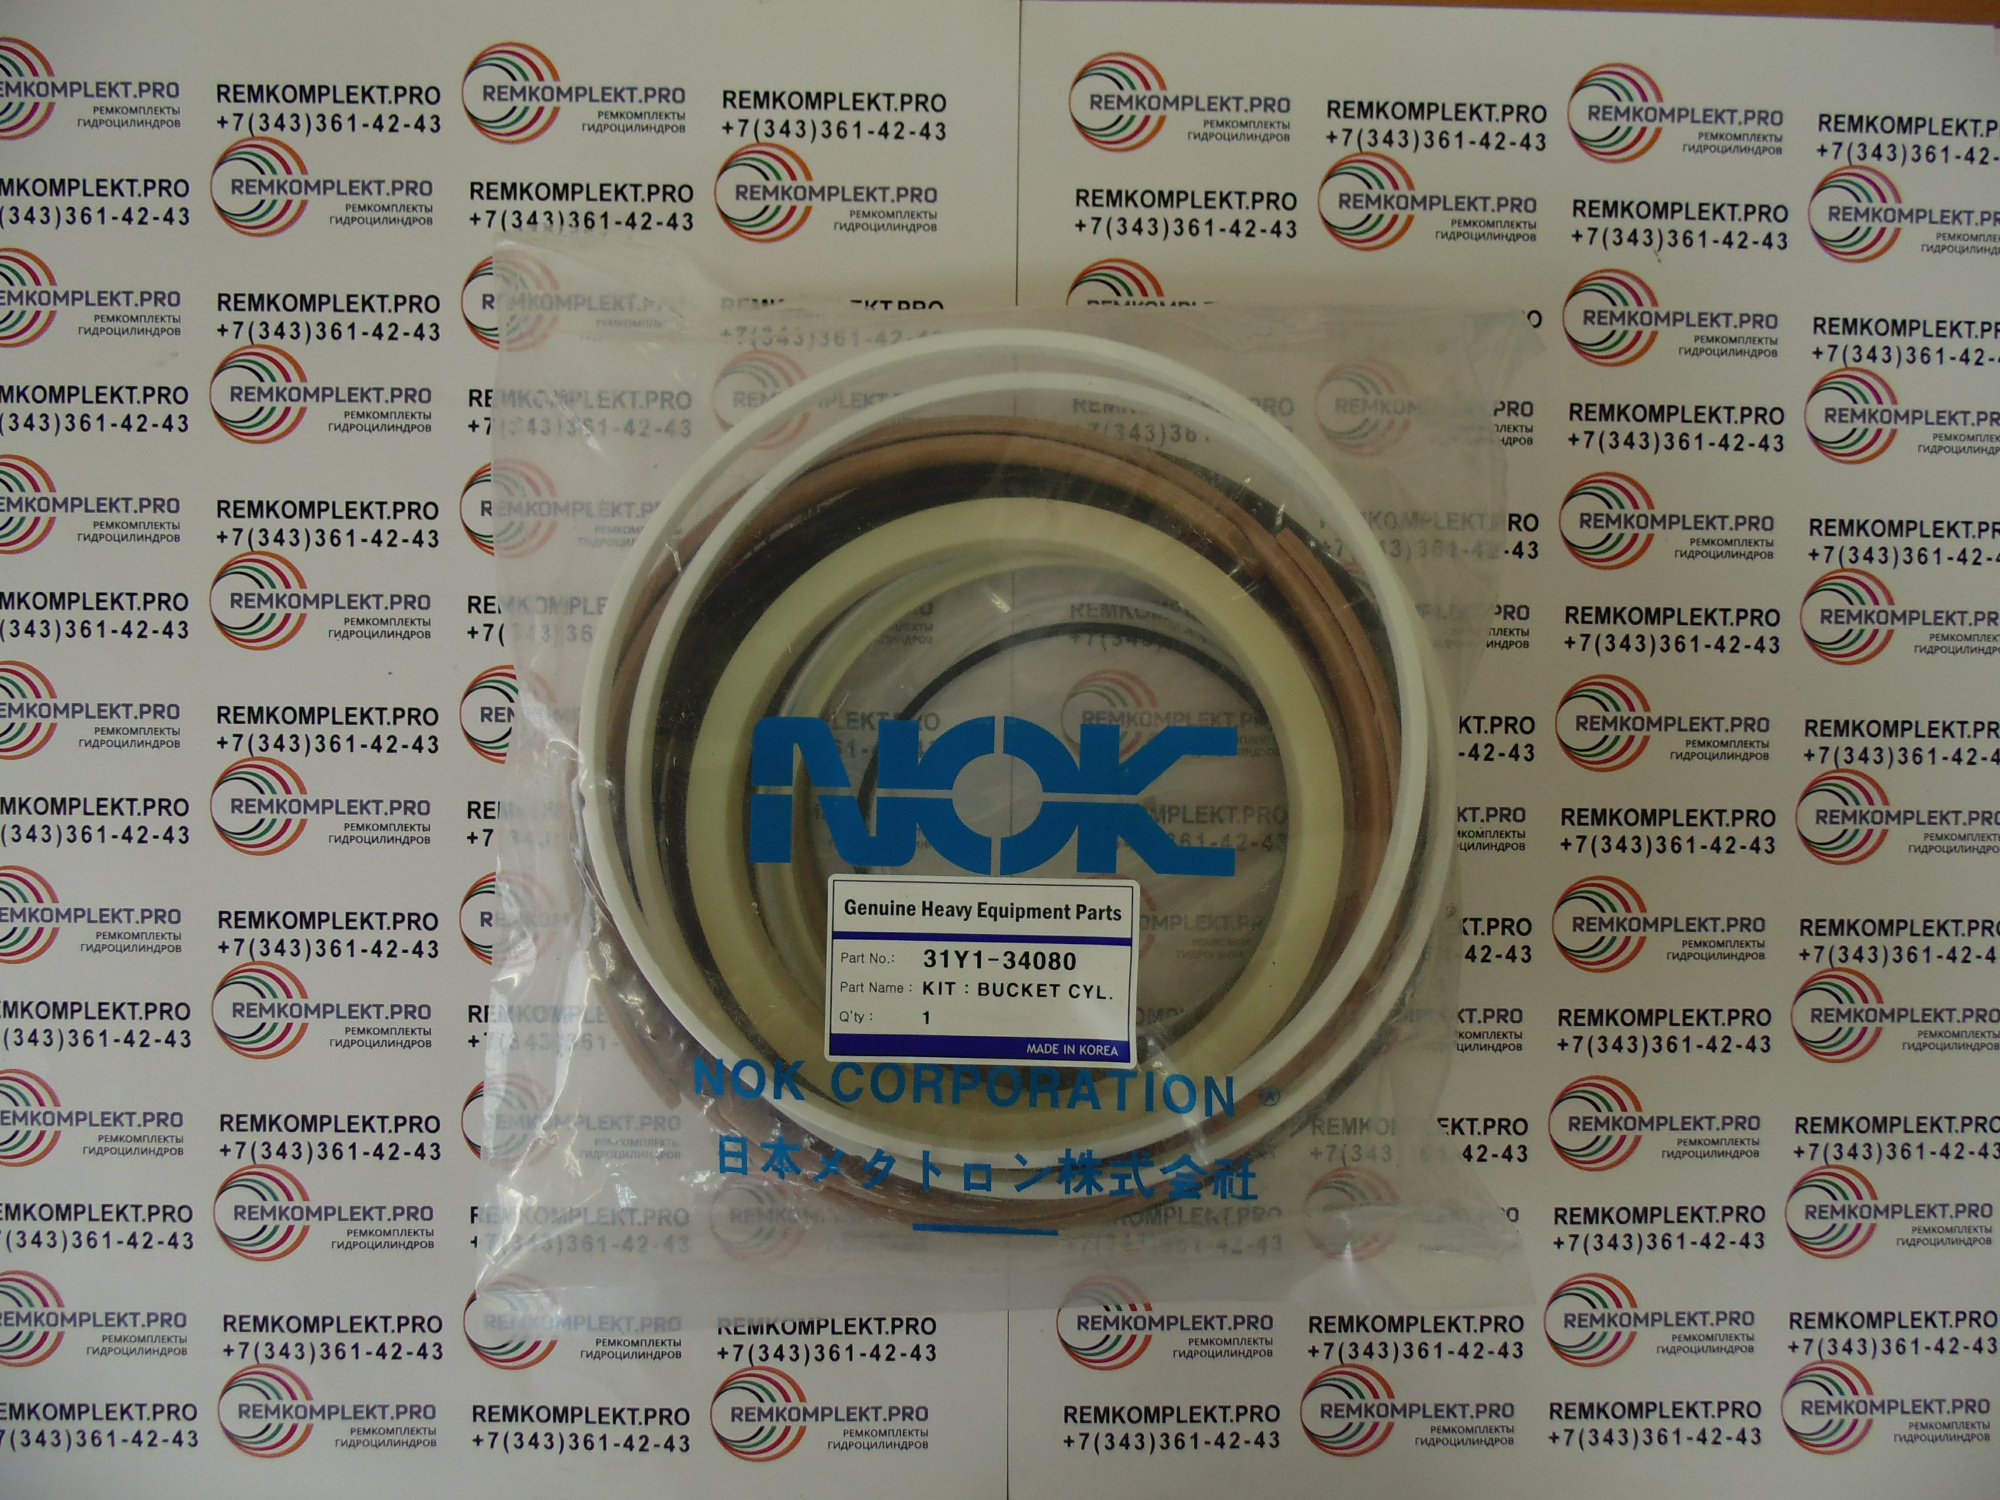 REMKOMPLEKT.PRO
+7(343)361-42-43
REMKOMPLEKT.PRO
РЕМКОМПЛЕКТЫ
ГИДРОЦИЛИНДРОВ
NOK
Genuine Heavy Equipment Parts
Part No.: 31Y1-34080
Part Name : KIT : BUCKET CYL.
Q'ty : 1
MADE IN KOREA
NOK CORPORATION ®
日本メクトロン株式会社